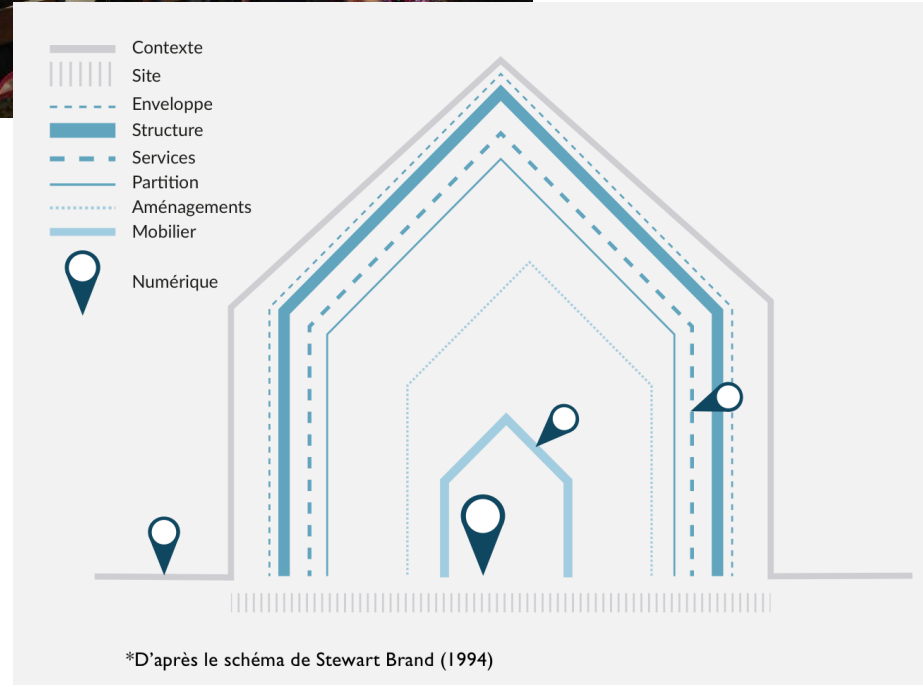 Contexte
Site
Enveloppe
Structure
Services
Partition
Aménagements
Mobilier
Numérique
*D’après le schéma de Stewart Brand (1994)